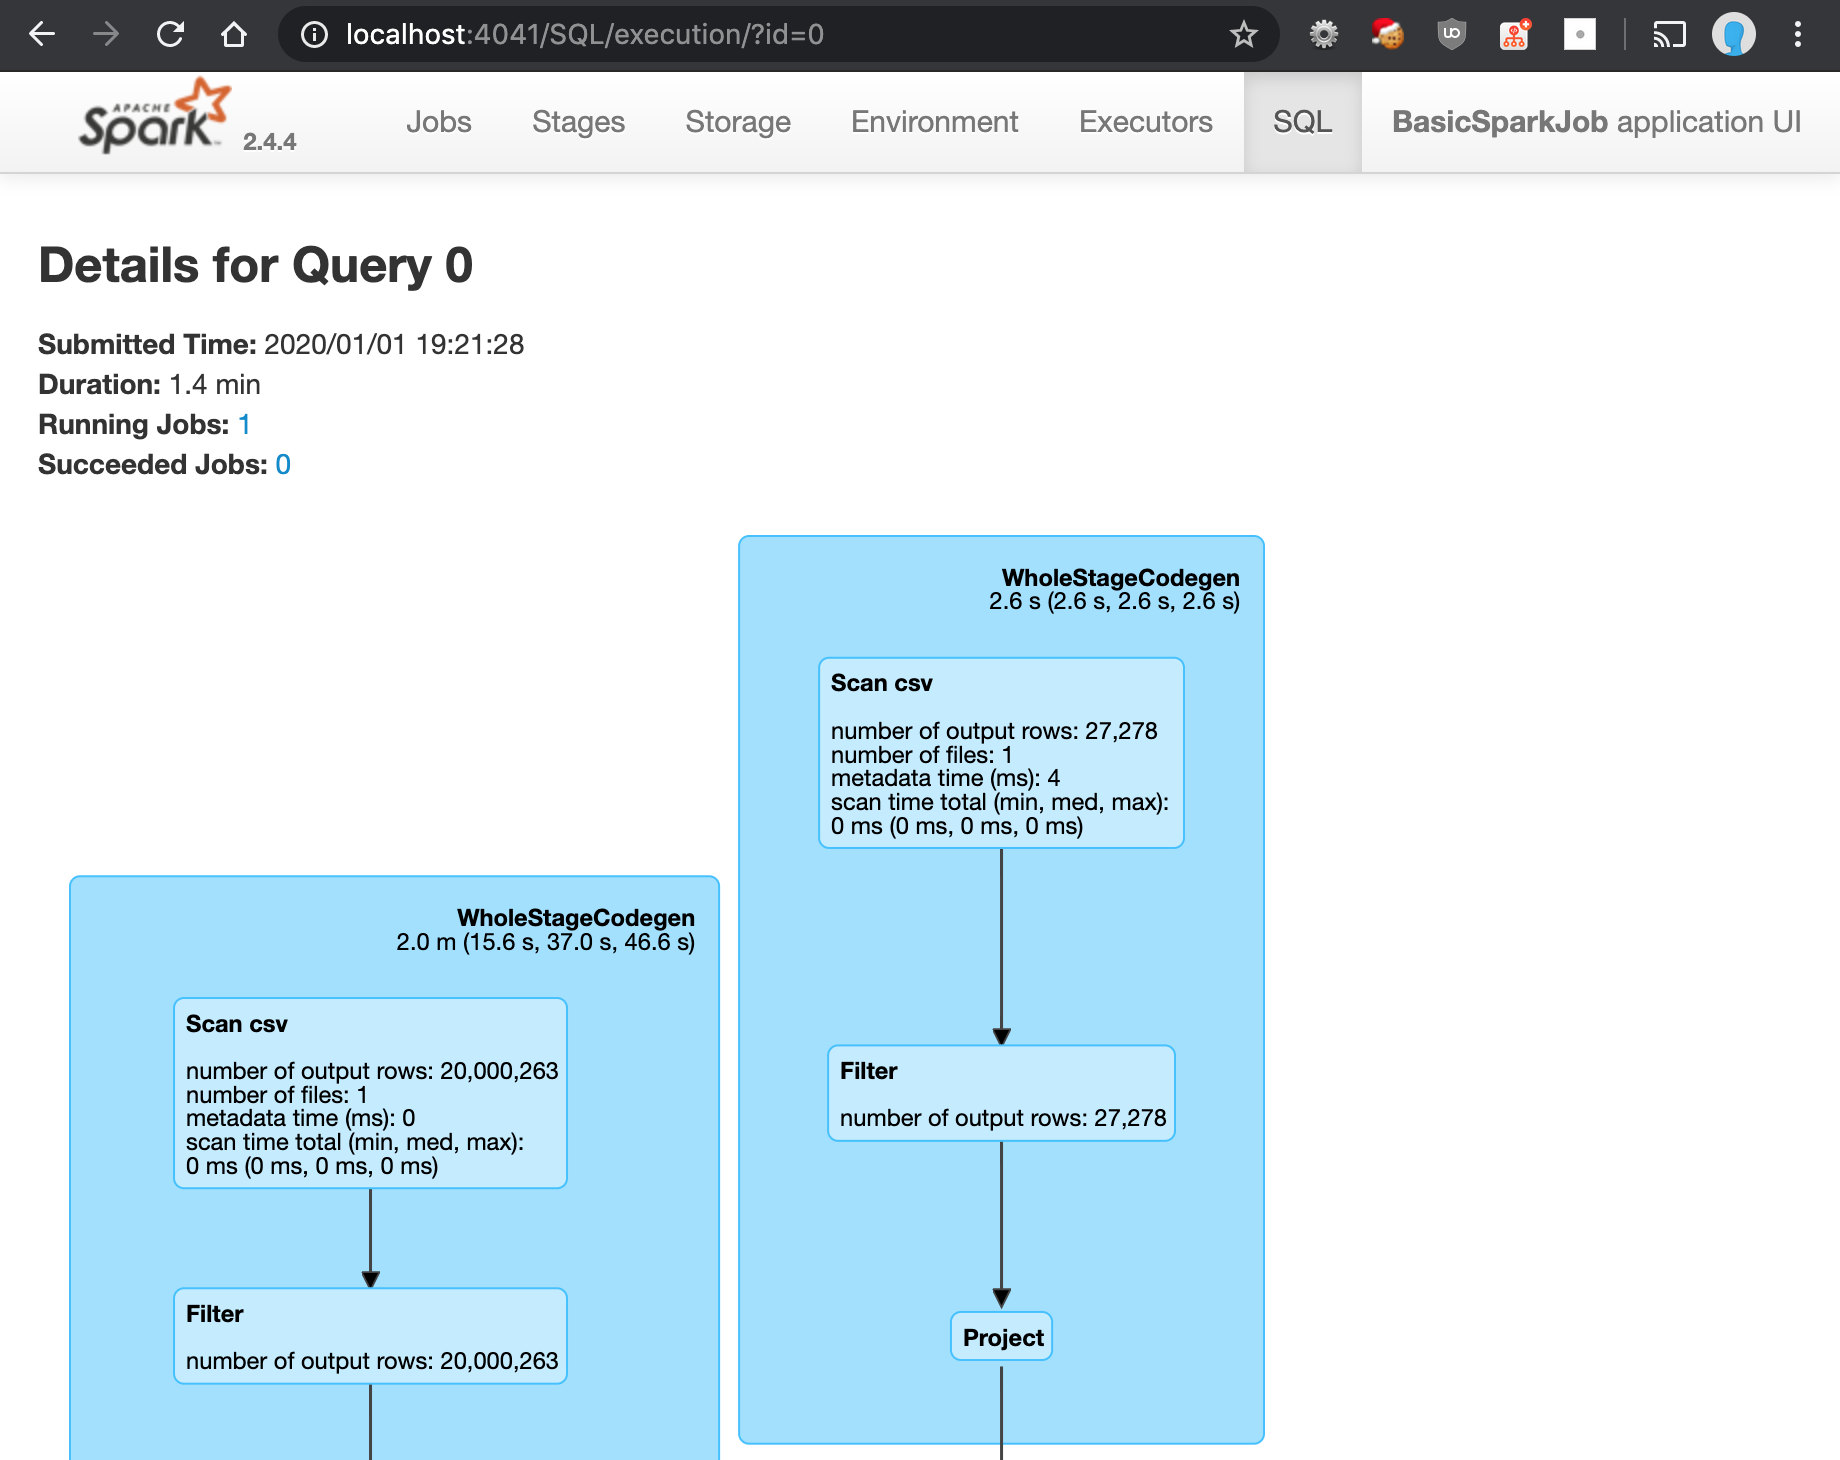 localhost:4041/SQL/execution/?id=0
APACHE
Spark
2.4.4
Jobs
Stages
Storage
Environment
Executors
SQL
BasicSparkJob application UI
Details for Query 0
Submitted Time: 2020/01/01 19:21:28
Duration: 1.4 min
Running Jobs: 1
Succeeded Jobs: 0
WholeStageCodegen
2.6 s (2.6 s, 2.6 s, 2.6 s)
Scan csv
number of output rows: 27,278
number of files: 1
metadata time (ms): 4
scan time total (min, med, max):
0 ms (0 ms, 0 ms, 0 ms)
Filter
number of output rows: 27,278
Project
WholeStageCodegen
2.0 m (15.6 s, 37.0 s, 46.6 s)
Scan csv
number of output rows: 20,000,263
number of files: 1
metadata time (ms): 0
scan time total (min, med, max):
0 ms (0 ms, 0 ms, 0 ms)
Filter
number of output rows: 20,000,263